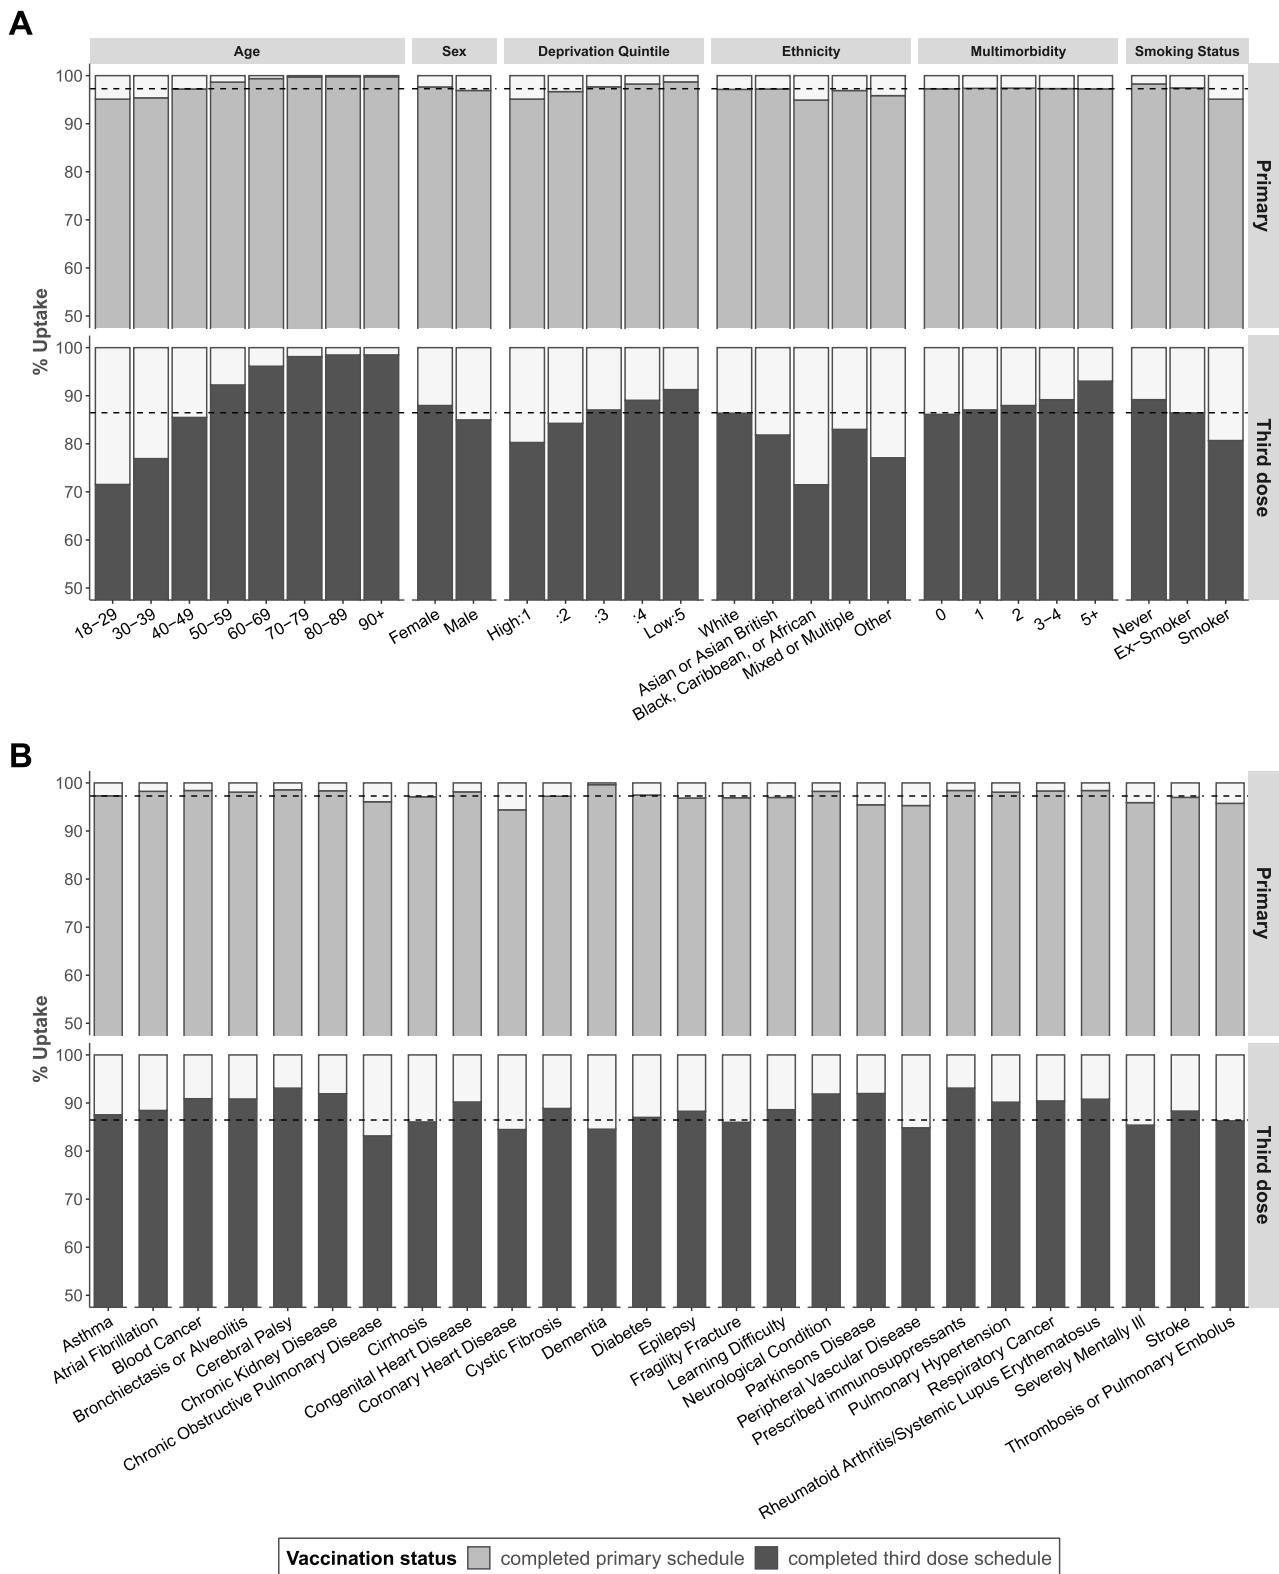 A
Age
Sex
Deprivation Quintile
Ethnicity
Multimorbidity
Smoking Status
% Uptake
100
90
80
70
60
50
Primary
100
90
80
70
60
50
Third dose
18–29
30–39
40–49
50–59
60–69
70–79
80–89
90+
Female
Male
High:1
:2
:3
:4
Low:5
White
Asian or Asian British
Black, Caribbean, or African
Mixed or Multiple
Other
0
1
2
3–4
5+
Never
Ex–Smoker
Smoker
B
% Uptake
100
90
80
70
60
50
Primary
100
90
80
70
60
50
Third dose
Asthma
Atrial Fibrillation
Blood Cancer
Bronchiectasis or Alveolitis
Cerebral Palsy
Chronic Kidney Disease
Chronic Obstructive Pulmonary Disease
Cirrhosis
Congenital Heart Disease
Coronary Heart Disease
Cystic Fibrosis
Dementia
Diabetes
Epilepsy
Fragility Fracture
Learning Difficulty
Neurological Condition
Parkinsons Disease
Peripheral Vascular Disease
Prescribed immunosuppressants
Pulmonary Hypertension
Respiratory Cancer
Rheumatoid Arthritis/Systemic Lupus Erythematosus
Severely Mentally Ill
Stroke
Thrombosis or Pulmonary Embolus
Vaccination status completed primary schedule completed third dose schedule